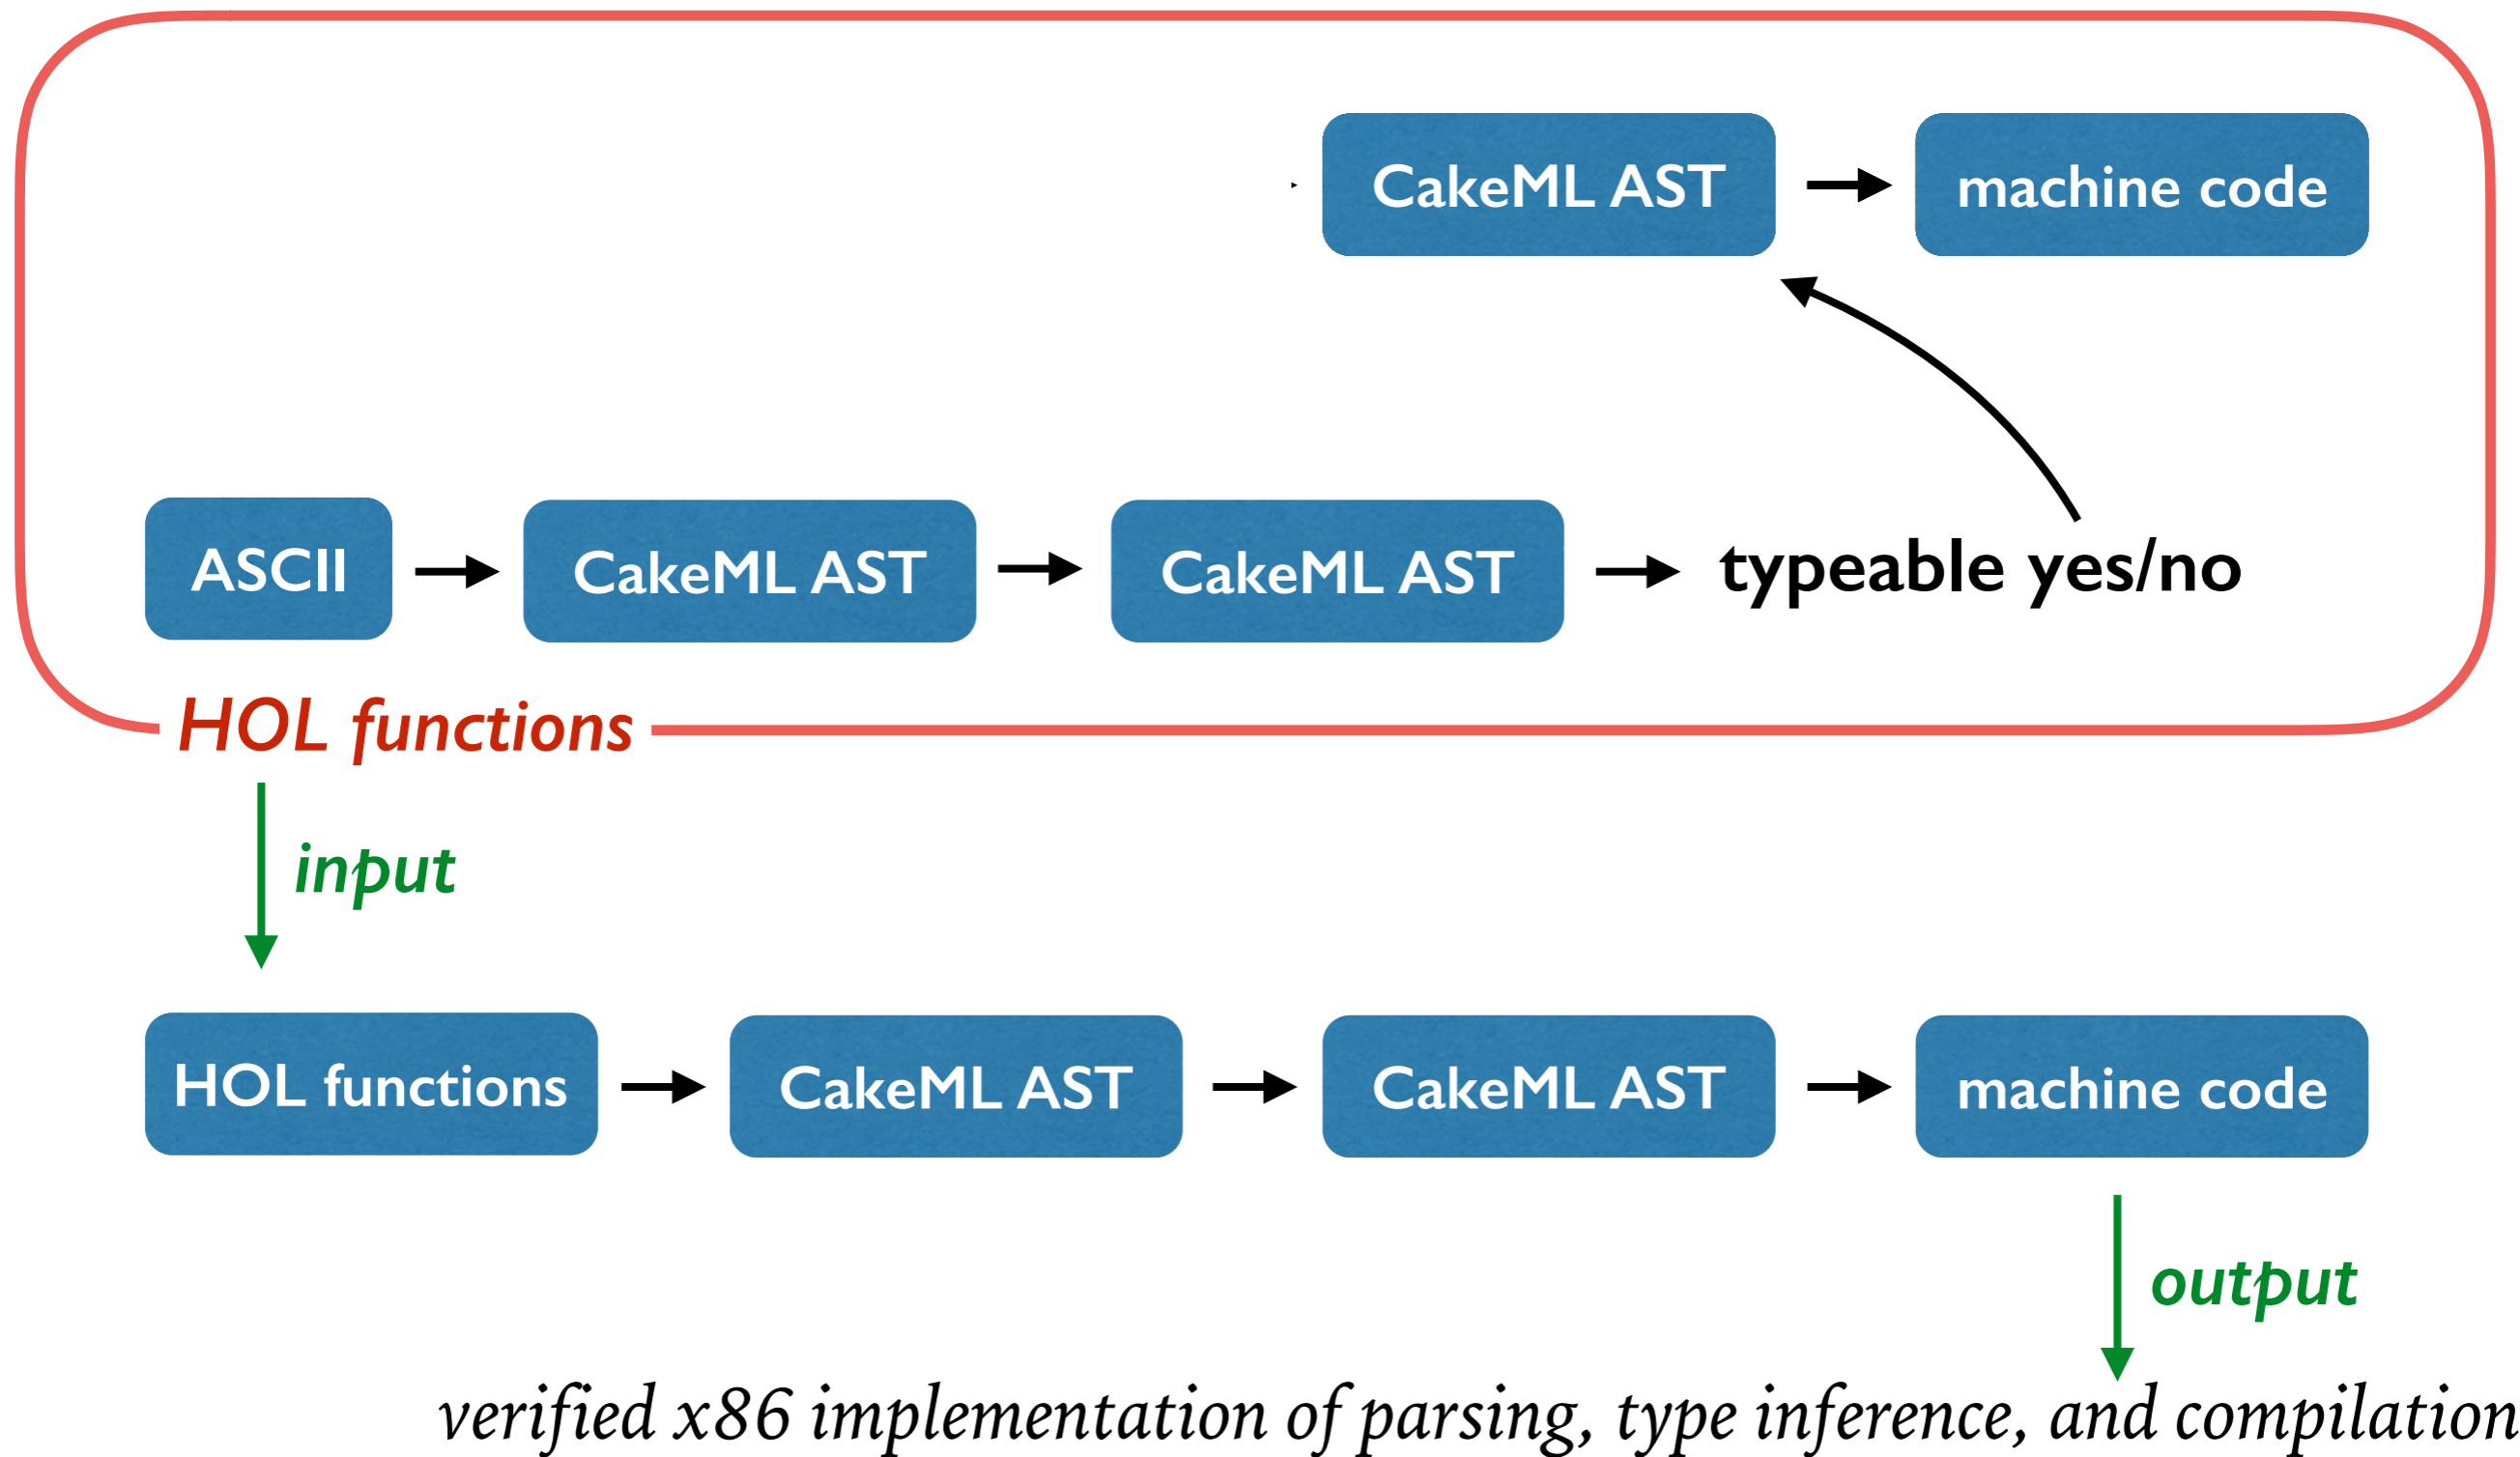 CakeML AST
machine code
ASCII
CakeML AST
CakeML AST
typeable yes/no
HOL functions
input
HOL functions
CakeML AST
CakeML AST
machine code
output
verified x86 implementation of parsing, type inference, and compilation